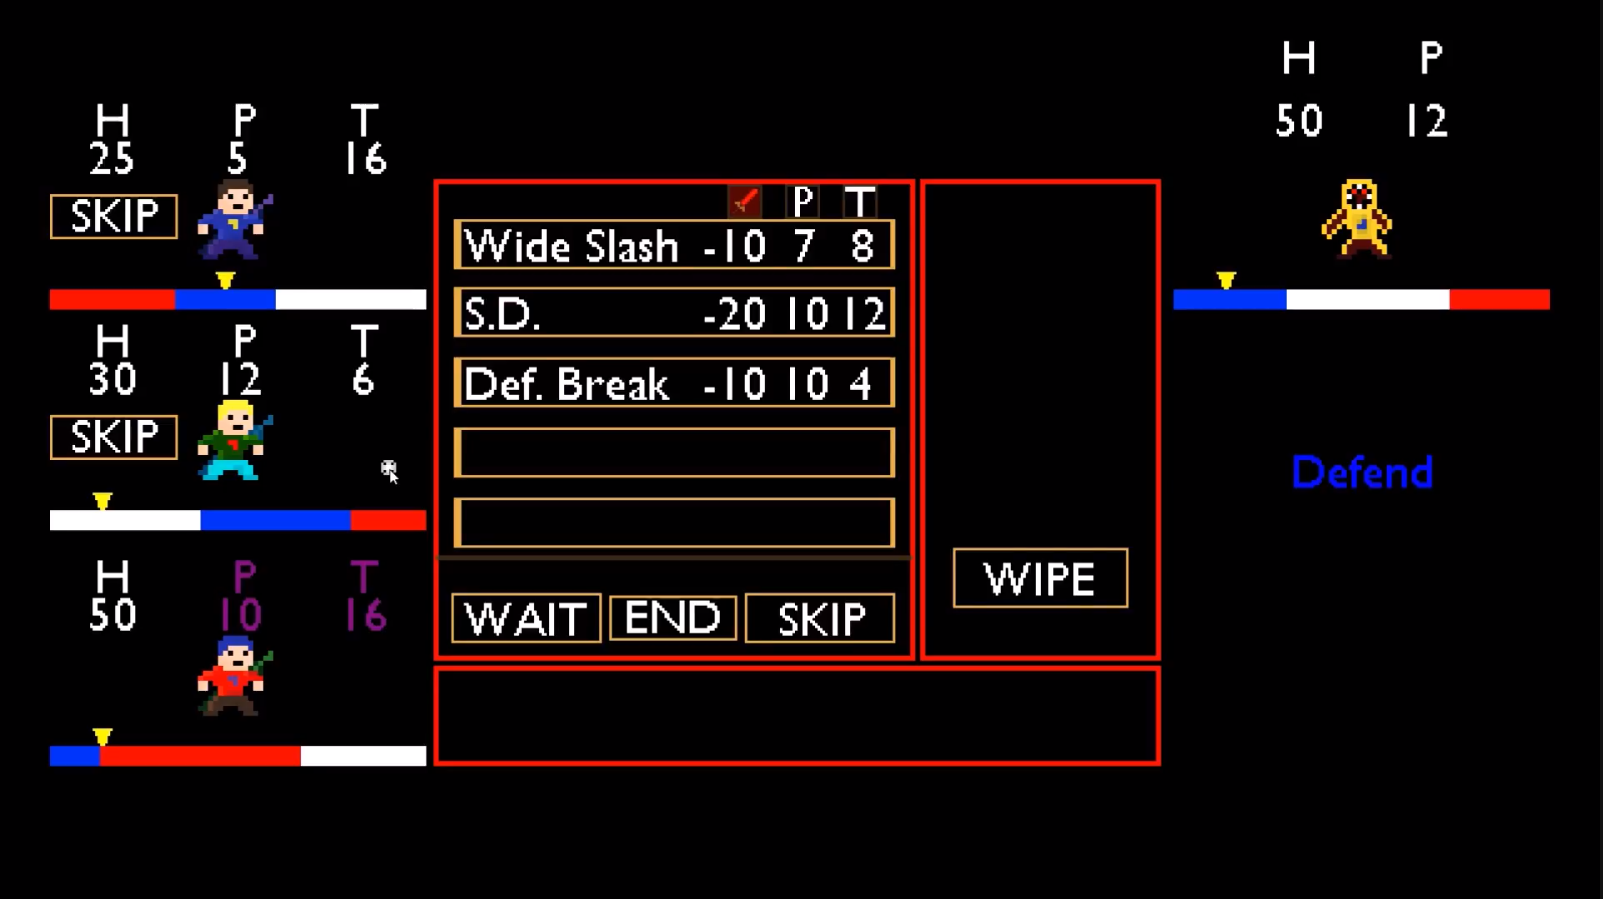 H P T
25 5 16
SKIP
H P T
30 12 6
SKIP
H P T
50 10 16
P T
Wide Slash -10 7 8
S.D. -20 10 12
Def. Break -10 10 4
WAIT END SKIP
WIPE
H P
50 12
Defend